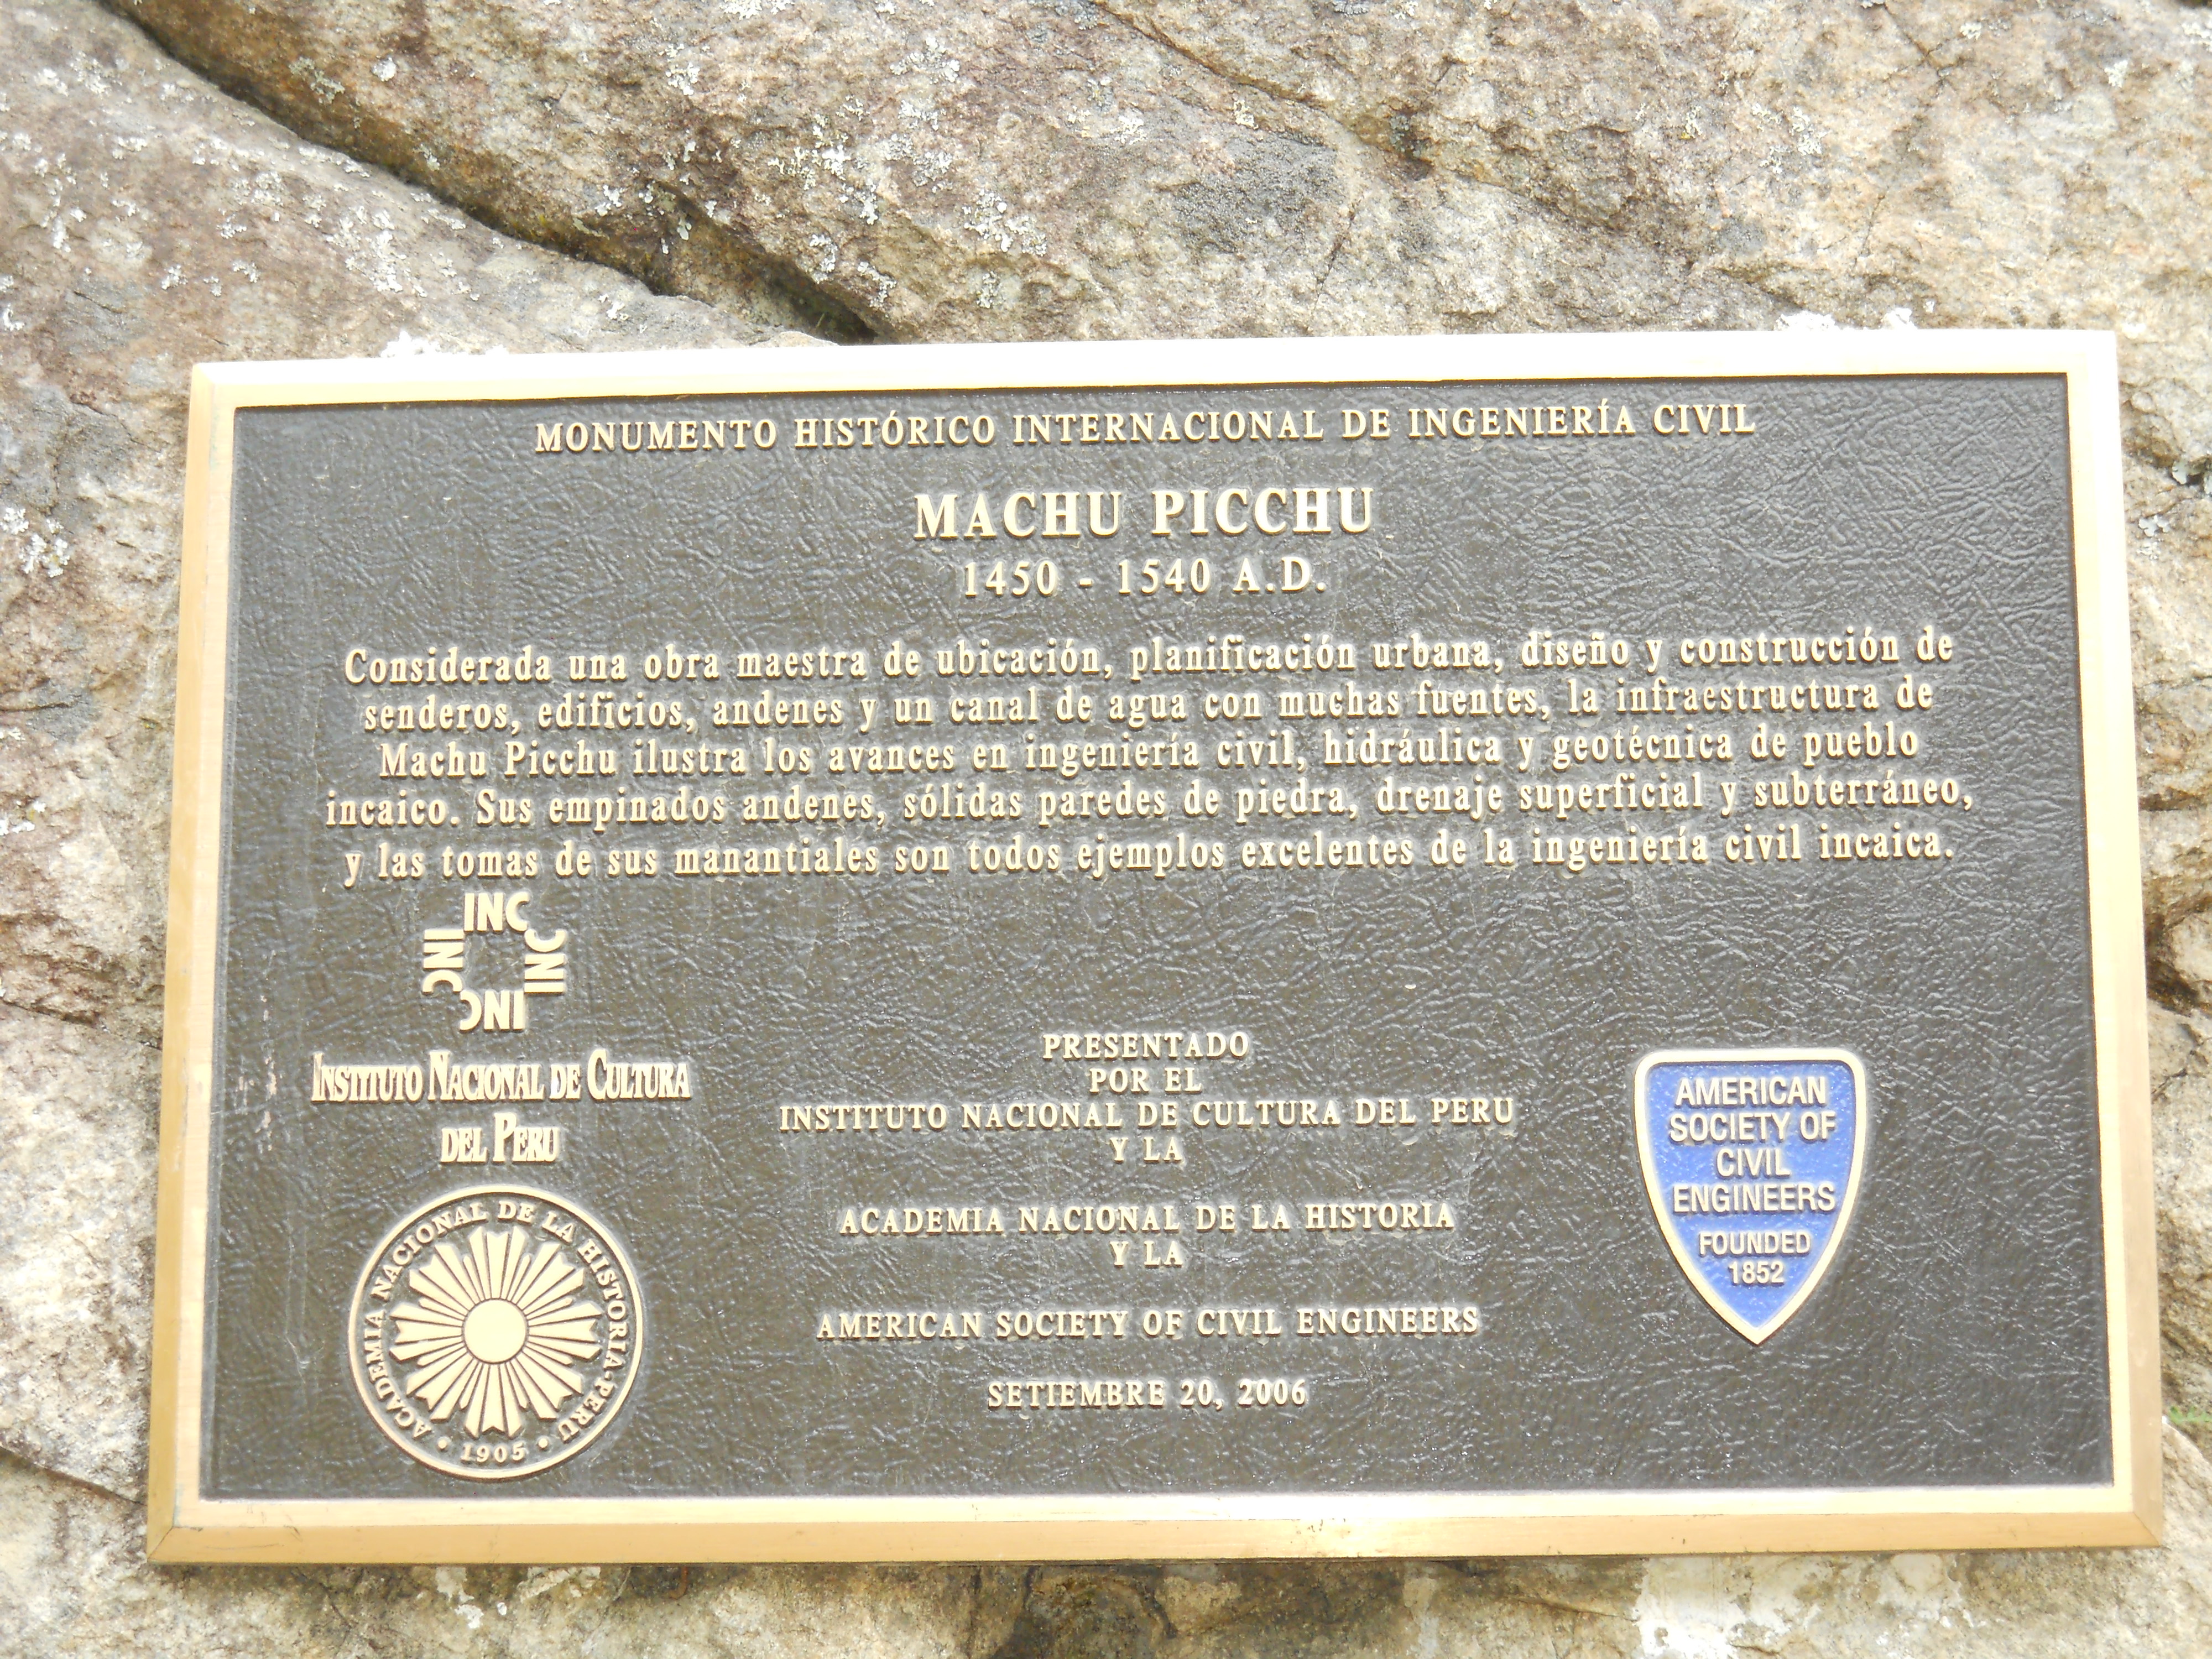 MONUMENTO HISTÓRICO INTERNACIONAL DE INGENIERÍA CIVIL
MACHU PICCHU
1450 - 1540 A.D.
Considerada una obra maestra de ubicación, planificación urbana, diseño y construcción de
senderos, edificios, andenes y un canal de agua con muchas fuentes, la infraestructura de
Machu Picchu ilustra los avances en ingeniería civil, hidráulica y geotécnica de pueblo
incaico. Sus empinados andenes, sólidas paredes de piedra, drenaje superficial y subterráneo,
y las tomas de sus manantiales son todos ejemplos excelentes de la ingeniería civil incaica.
INC
INC
INC
INC
INSTITUTO NACIONAL DE CULTURA
DEL PERU
ACADEMIA NACIONAL DE LA HISTORIA-PERU
• 1905 •
PRESENTADO
POR EL
INSTITUTO NACIONAL DE CULTURA DEL PERU
Y LA
ACADEMIA NACIONAL DE LA HISTORIA
Y LA
AMERICAN SOCIETY OF CIVIL ENGINEERS
SETIEMBRE 20, 2006
AMERICAN
SOCIETY OF
CIVIL
ENGINEERS
FOUNDED
1852